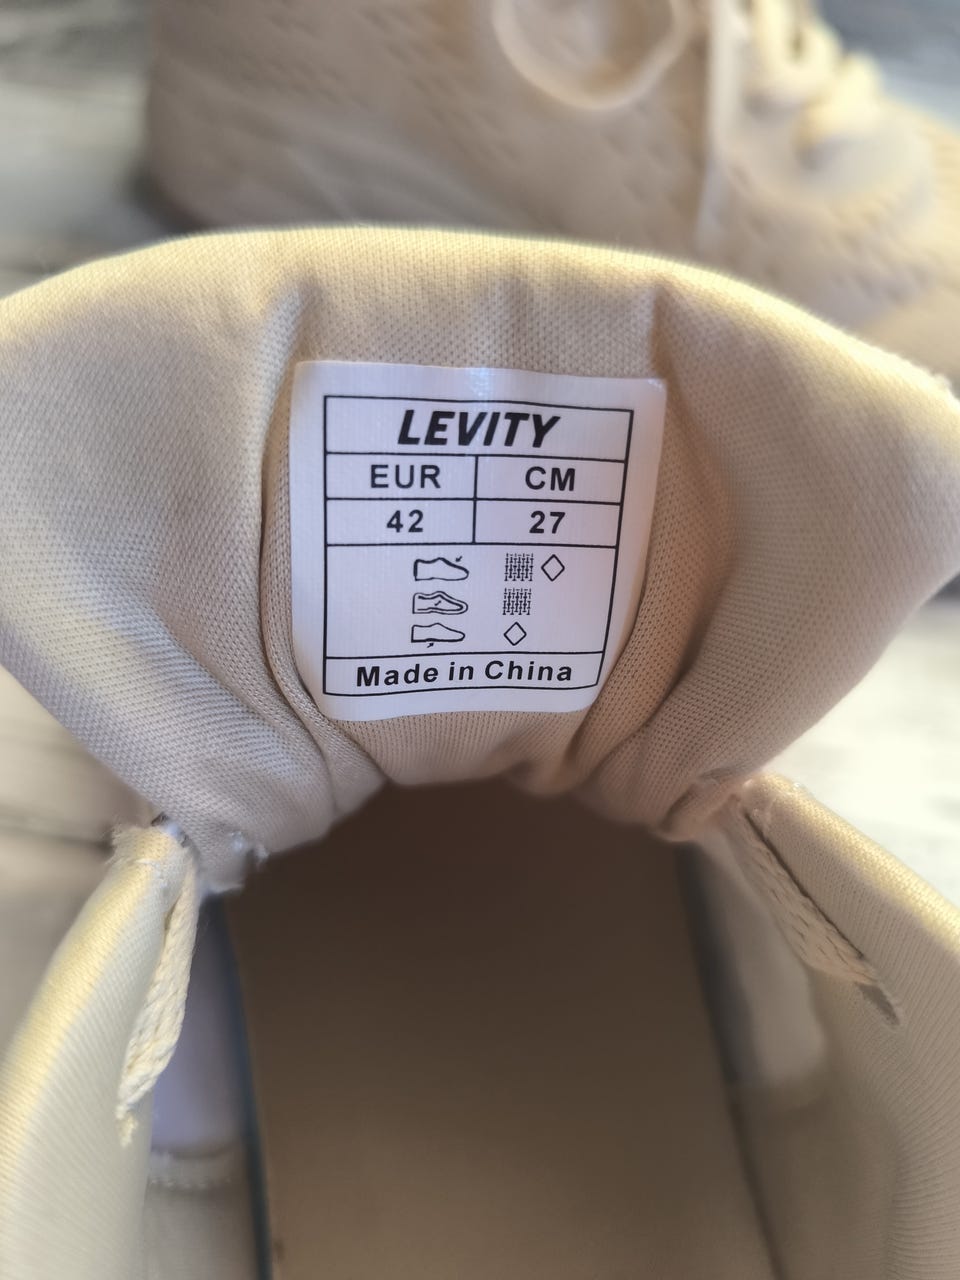 LEVITY
EUR CM
42 27
Made in China